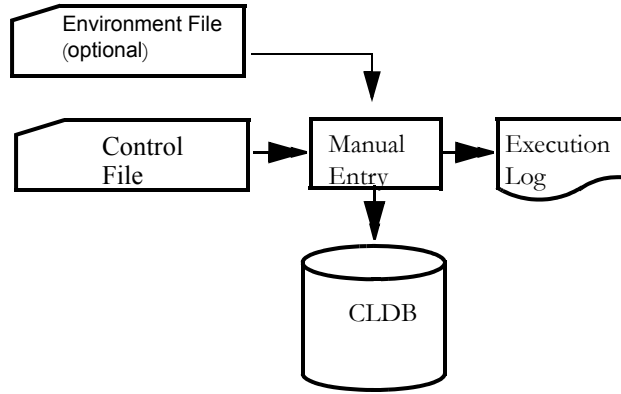 Environment File
(optional)
Control
File
Manual
Entry
Execution
Log
CLDB